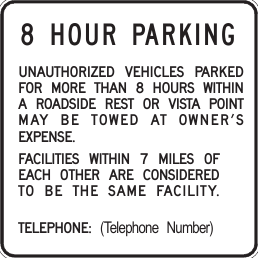 8 HOUR PARKING
UNAUTHORIZED VEHICLES PARKED
FOR MORE THAN 8 HOURS WITHIN
A ROADSIDE REST OR VISTA POINT
MAY BE TOWED AT OWNER'S
EXPENSE.
FACILITIES WITHIN 7 MILES OF
EACH OTHER ARE CONSIDERED
TO BE THE SAME FACILITY.
TELEPHONE: (Telephone Number)